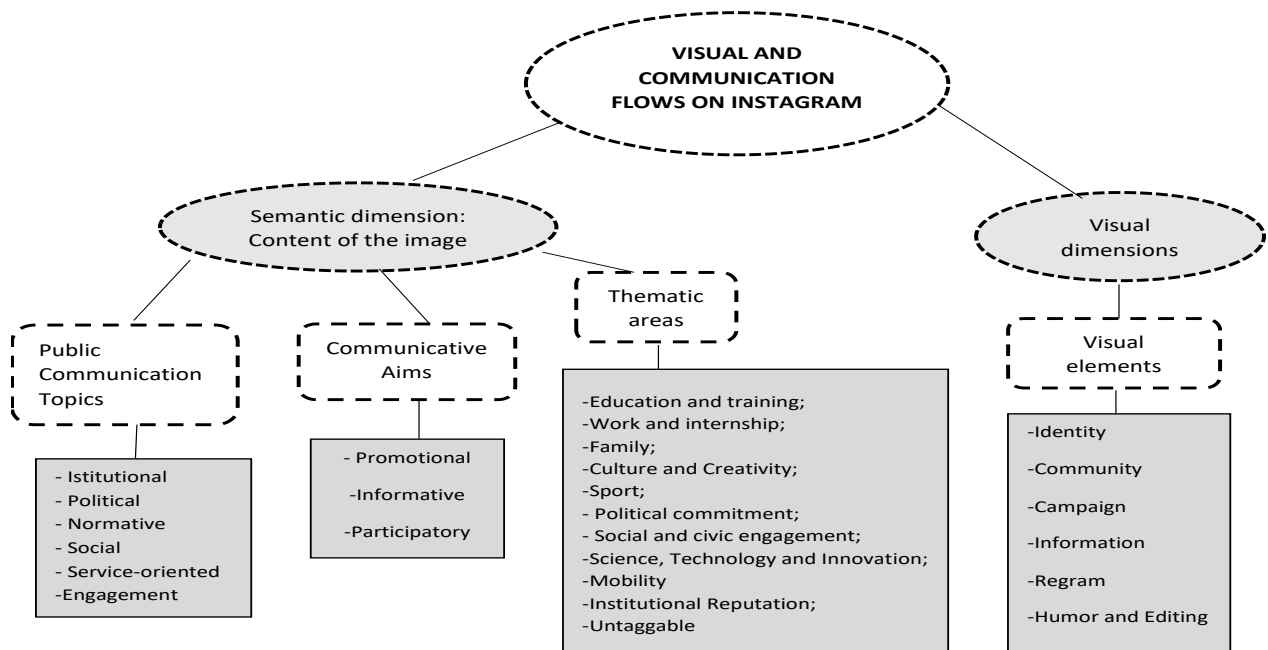 VISUAL AND
COMMUNICATION
FLOWS ON INSTAGRAM
Semantic dimension:
Content of the image
Visual
dimensions
Public
Communication
Topics
Communicative
Aims
Thematic
areas
Visual
elements
- Istitutional
- Political
- Normative
- Social
- Service-oriented
-Engagement
- Promotional
-Informative
-Participatory
-Education and training;
-Work and internship;
-Family;
-Culture and Creativity;
-Sport;
- Political commitment;
- Social and civic engagement;
-Science, Technology and Innovation;
-Mobility
-Institutional Reputation;
-Untaggable
-Identity
-Community
-Campaign
-Information
-Regram
-Humor and Editing